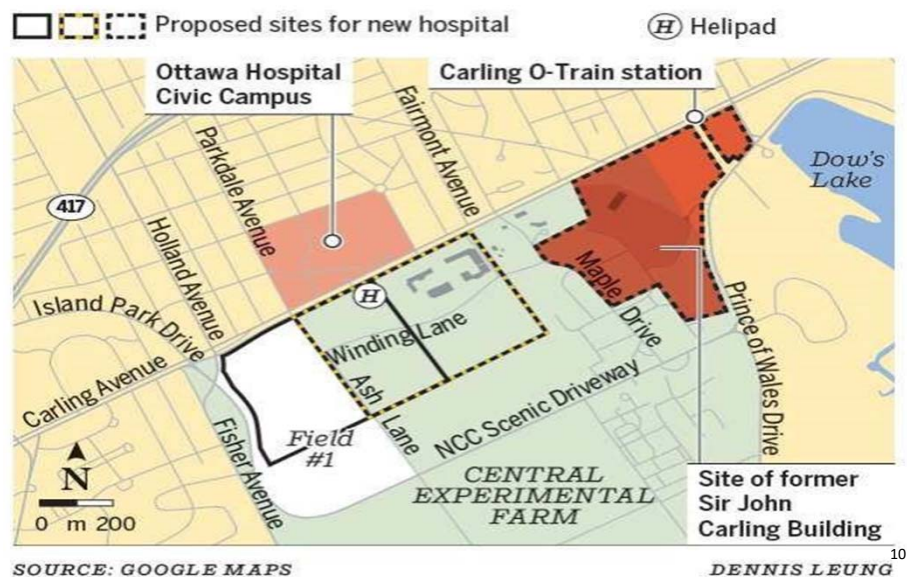 Proposed sites for new hospital
H Helipad
Ottawa Hospital
Civic Campus
Carling O-Train station
Fairmont Avenue
Parkdale Avenue
Dow's
Lake
417
Holland Avenue
Island Park Drive
H
Maple Drive
Winding Lane
Prince of Wales Drive
Carling Avenue
Ash Lane
NCC Scenic Driveway
Fisher Avenue
Field
#1
N
0 m 200
CENTRAL
EXPERIMENTAL
FARM
Site of former
Sir John
Carling Building
10
SOURCE: GOOGLE MAPS
DENNIS LEUNG